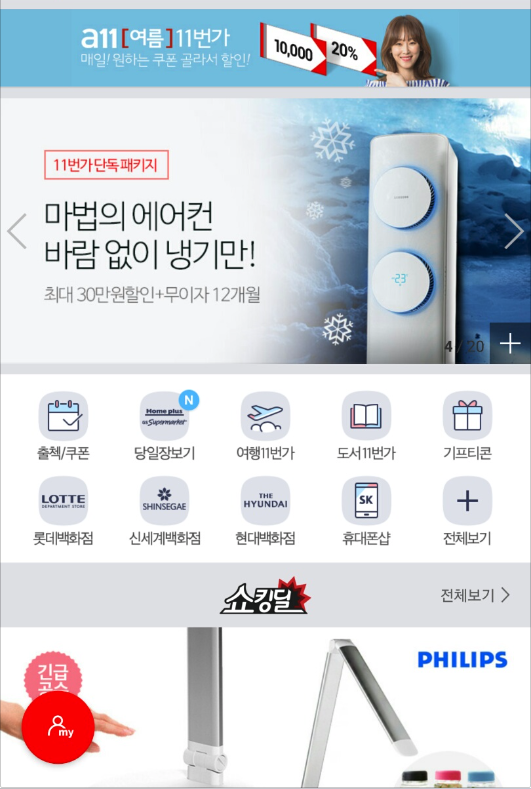 a11[여름]11번가
매일! 원하는 쿠폰 골라서 할인!
10,000
20%
11번가 단독 패키지
마법의 에어컨
바람 없이 냉기만!
최대 30만원할인+무이자 12개월
4 / 20
N
Home plus
출첵/쿠폰
당일장보기
여행11번가
도서11번가
기프티콘
LOTTE
DEPARTMENT STORE
SHINSEGAE
THE
HYUNDAI
SK
롯데백화점
신세계백화점
현대백화점
휴대폰샵
전체보기
쇼킹딜
전체보기 >
긴급
공수
PHILIPS
my